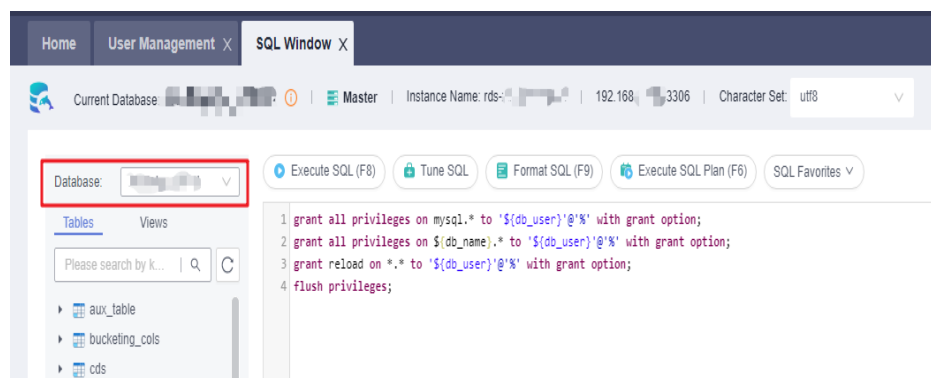 Home User Management X SQL Window X
Current Database: Master Instance Name: rds- 192.168. 3306 Character Set: utf8
Database: Execute SQL (F8) Tune SQL Format SQL (F9) Execute SQL Plan (F6) SQL Favorites
Tables Views
Please search by k...
aux_table
bucketing_cols
cds
1 grant all privileges on mysql.* to '${db_user}'@'%' with grant option;
2 grant all privileges on ${db_name}.* to '${db_user}'@'%' with grant option;
3 grant reload on *.* to '${db_user}'@'%' with grant option;
4 flush privileges;